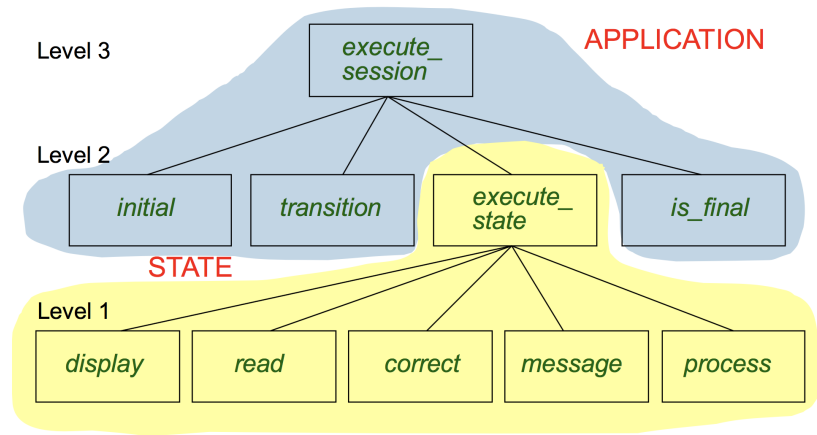 Level 3
execute_
session
APPLICATION
Level 2
initial
transition
execute_
state
is_final
STATE
Level 1
display
read
correct
message
process